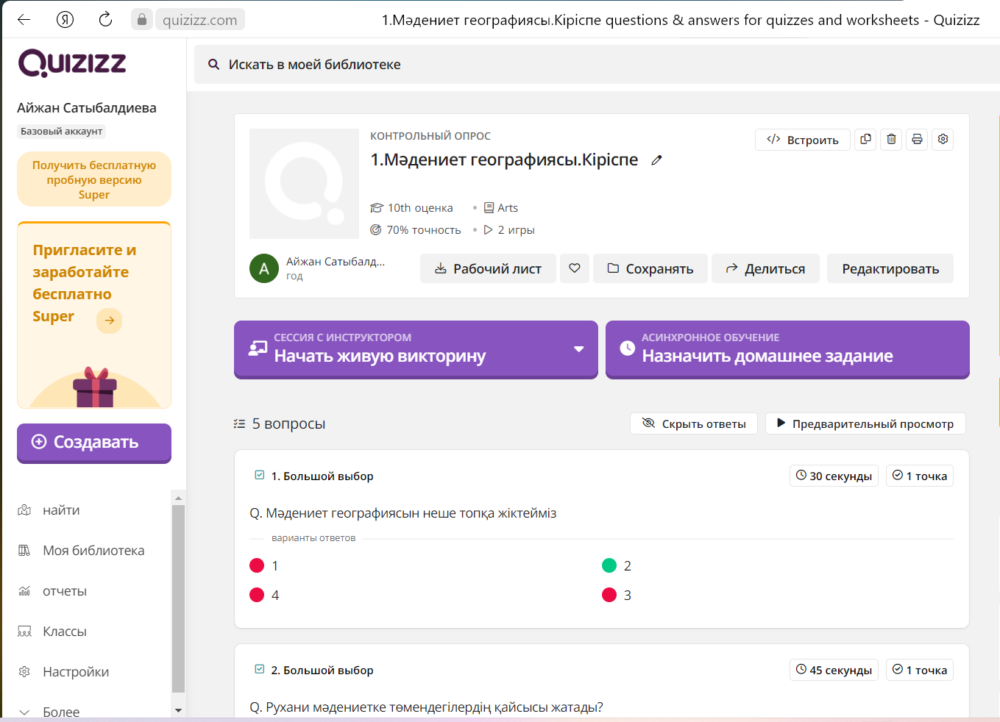 Я
quizizz.com
1.Мәдениет географиясы.Кіріспе questions & answers for quizzes and worksheets - Quizizz
QUIZIZZ
Искать в моей библиотеке
Айжан Сатыбалдиева
Базовый аккаунт
Получить бесплатную
пробную версию
Super
Пригласите и
заработайте
бесплатно
Super
Создавать
найти
Моя библиотека
отчеты
Классы
Настройки
Более
КОНТРОЛЬНЫЙ ОПРОС
1.Мәдениет географиясы.Кіріспе
</> Встроить
10th оценка • Arts
70% точность • 2 игры
A
Айжан Сатыбалд...
год
Рабочий лист
Сохранять
Делиться
Редактировать
СЕССИЯ С ИНСТРУКТОРОМ
Начать живую викторину
АСИНХРОННОЕ ОБУЧЕНИЕ
Назначить домашнее задание
5 вопросы
Скрыть ответы
Предварительный просмотр
1. Большой выбор
30 секунды
1 точка
Q. Мәдениет географиясын неше топқа жіктейміз
варианты ответов
1
2
4
3
2. Большой выбор
45 секунды
1 точка
Q. Рухани мәдениетке төмендегілердің қайсысы жатады?